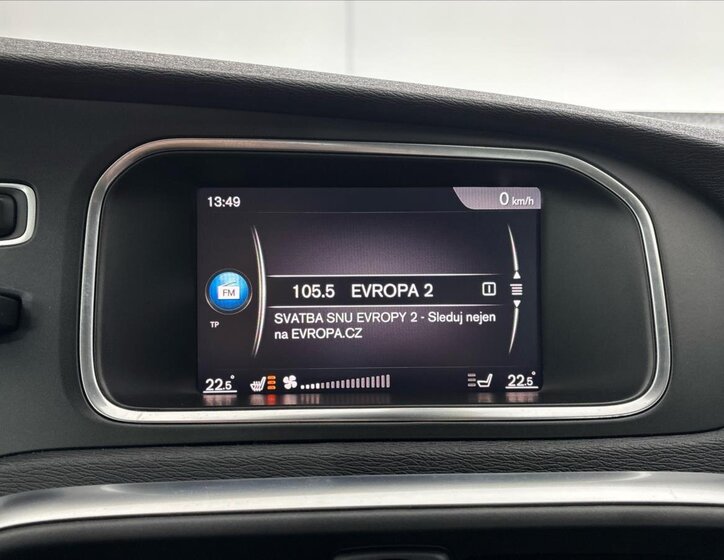 13:49
0 km/h
FM
105.5 EVROPA 2
TP
SVATBA SNU EVROPY 2 - Sleduj nejen
na EVROPA.CZ
22.5°
22.5°